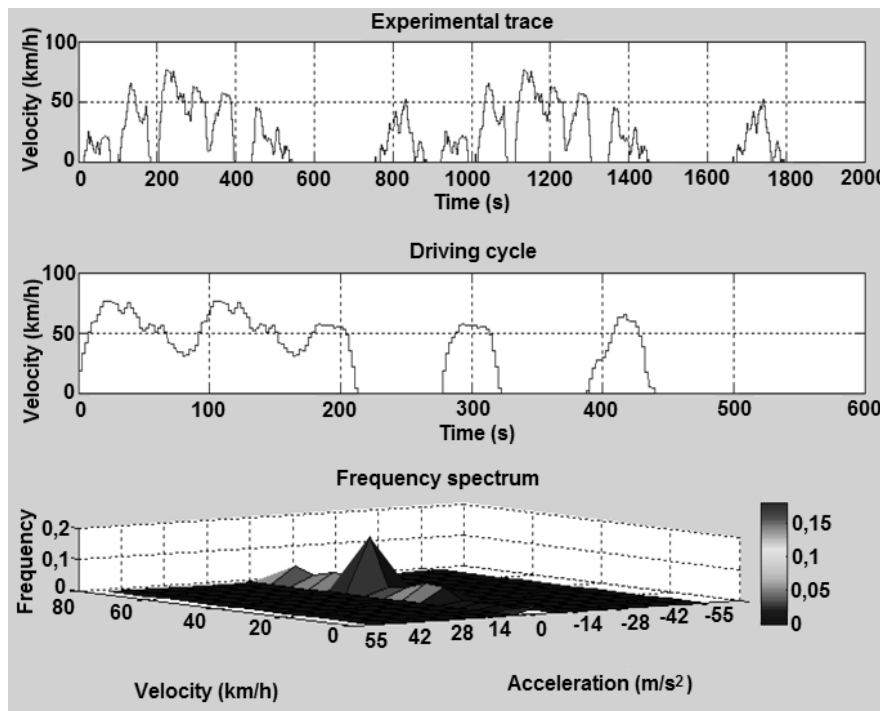 Experimental trace
100
50
0
Velocity (km/h)
0 200 400 600 800 1000 1200 1400 1600 1800 2000
Time (s)
Driving cycle
100
50
0
Velocity (km/h)
0 100 200 300 400 500 600
Time (s)
Frequency spectrum
Frequency
0,2
0,1
0
80 60 40 20 0
55 42 28 14 0 -14 -28 -42 -55
0,15
0,1
0,05
0
Velocity (km/h)
Acceleration (m/s²)